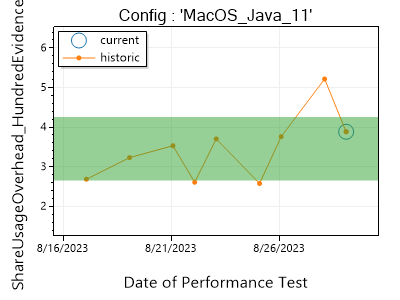 Config : 'MacOS_Java_11'
current
historic
ShareUsageOverhead_HundredEvidence
6
5
4
3
2
8/16/2023
8/21/2023
8/26/2023
Date of Performance Test